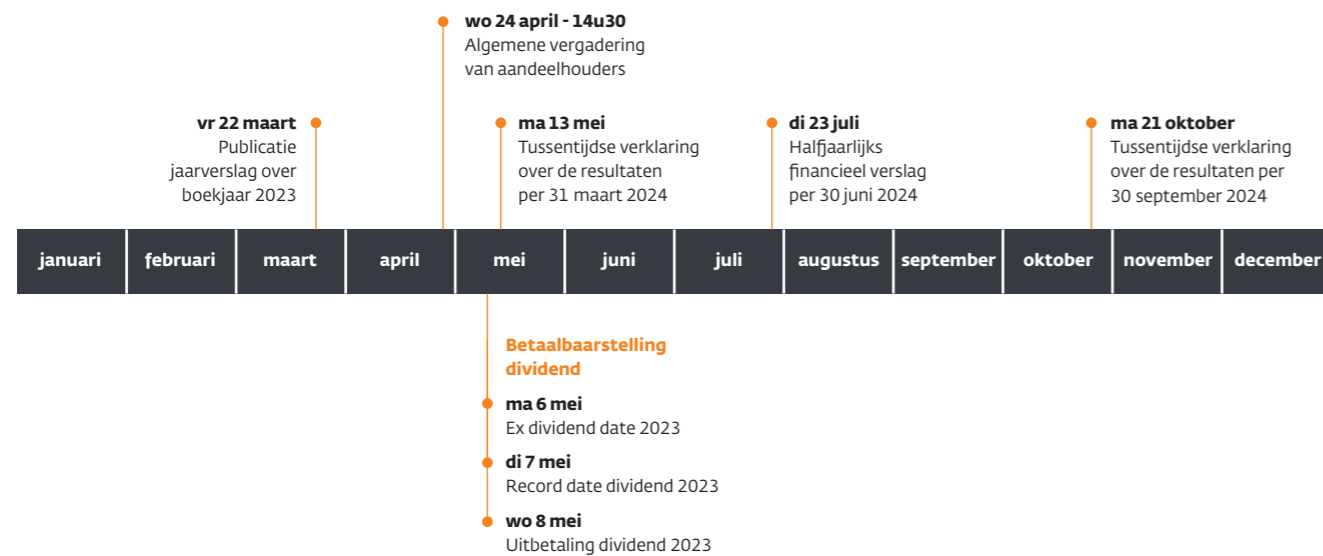 wo 24 april - 14u30
Algemene vergadering
van aandeelhouders
vr 22 maart
Publicatie
jaarverslag over
boekjaar 2023
ma 13 mei
Tussentijdse verklaring
over de resultaten
per 31 maart 2024
di 23 juli
Halfjaarlijks
financieel verslag
per 30 juni 2024
ma 21 oktober
Tussentijdse verklaring
over de resultaten per
30 september 2024
januari februari maart april mei juni juli augustus september oktober november december
Betaalbaarstelling
dividend
ma 6 mei
Ex dividend date 2023
di 7 mei
Record date dividend 2023
wo 8 mei
Uitbetaling dividend 2023